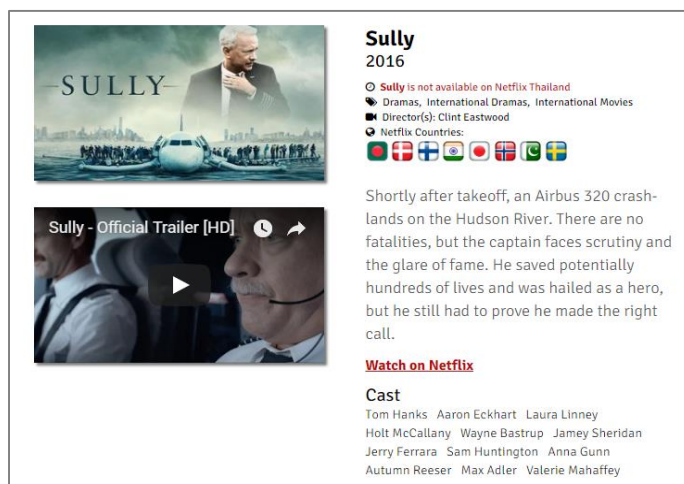 SULLY
Sully - Official Trailer [HD]
Sully
2016
Sully is not available on Netflix Thailand
Dramas, International Dramas, International Movies
Director(s): Clint Eastwood
Netflix Countries:
Shortly after takeoff, an Airbus 320 crash-
lands on the Hudson River. There are no
fatalities, but the captain faces scrutiny and
the glare of fame. He saved potentially
hundreds of lives and was hailed as a hero,
but he still had to prove he made the right
call.
Watch on Netflix
Cast
Tom Hanks Aaron Eckhart Laura Linney
Holt McCallany Wayne Bastrup Jamey Sheridan
Jerry Ferrara Sam Huntington Anna Gunn
Autumn Reeser Max Adler Valerie Mahaffey